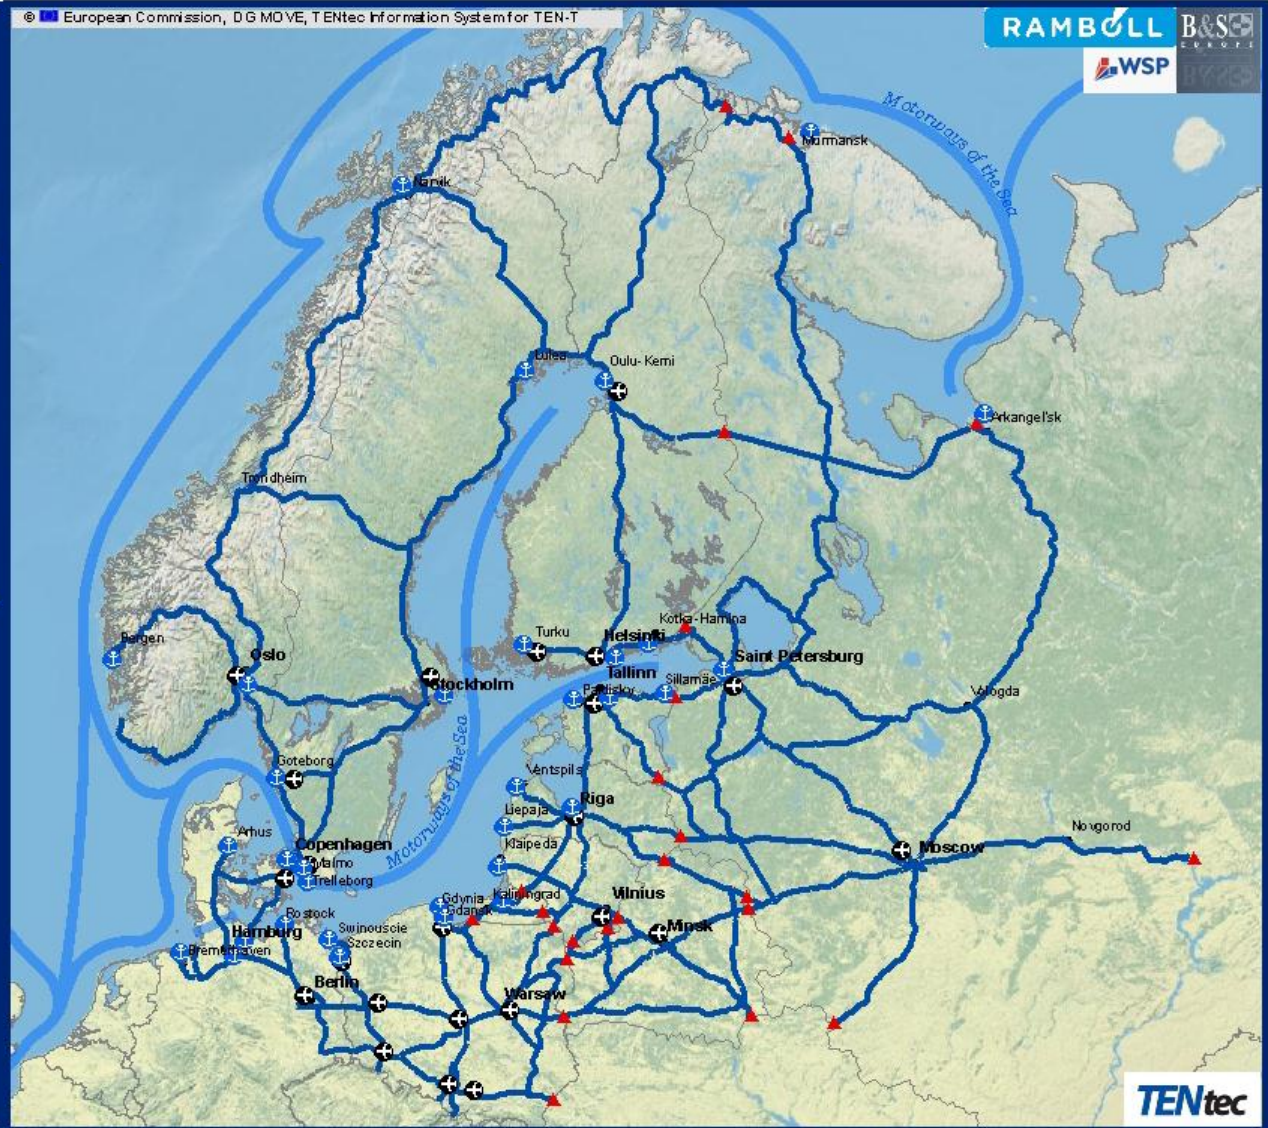 © European Commission, DG MOVE, TENtec Information System for TEN-T
RAMBOLL
B&S
EUROPE
WSP
Motorways of the Sea
Murmansk
Narvik
Lulea
Oulu-Kemi
Arkangel'sk
Trondheim
Kotka-Hamina
Turku
Helsinki
Bergen
Oslo
Saint Petersburg
Tallinn
Sillamäe
Stockholm
Paldisky
Vologda
Motorways of the Sea
Goteborg
Ventspils
Riga
Liepaja
Novgorod
Arhus
Copenhagen
Klaipeda
Moscow
Malmo
Trelleborg
Kaliningrad
Vilnius
Gdynia
Gdansk
Rostock
Minsk
Hamburg
Swinoúscie
Szczecin
Bremerhaven
Berlin
Warsaw
TENtec